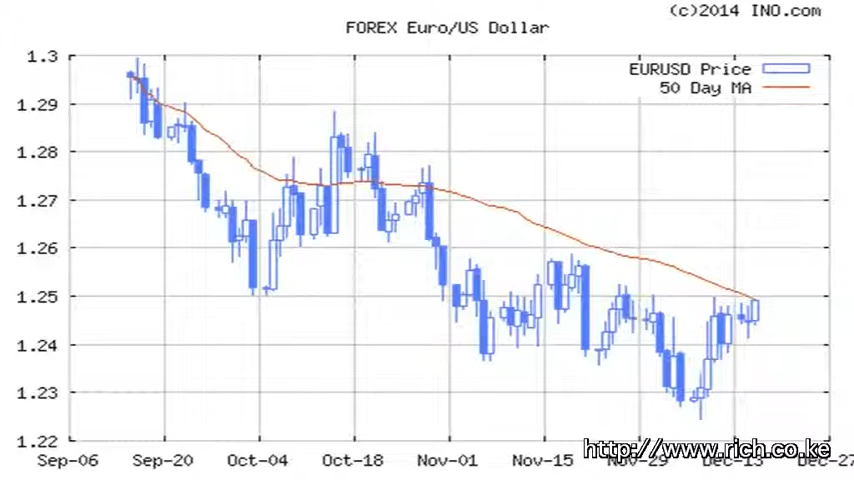 (c)2014 INO.com
FOREX Euro/US Dollar
EURUSD Price
50 Day MA
1.3
1.29
1.28
1.27
1.26
1.25
1.24
1.23
1.22
Sep-06 Sep-20 Oct-04 Oct-18 Nov-01 Nov-15 Nov-29 Dec-13 Dec-27
http://www.rich.co.ke